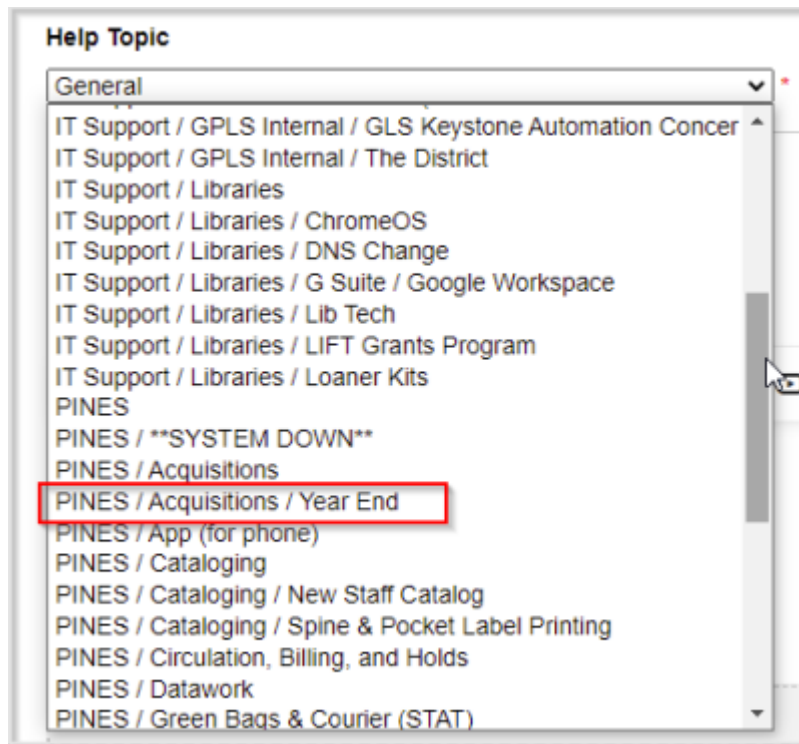 Help Topic
General
*
IT Support / GPLS Internal / GLS Keystone Automation Concer
IT Support / GPLS Internal / The District
IT Support / Libraries
IT Support / Libraries / ChromeOS
IT Support / Libraries / DNS Change
IT Support / Libraries / G Suite / Google Workspace
IT Support / Libraries / Lib Tech
IT Support / Libraries / LIFT Grants Program
IT Support / Libraries / Loaner Kits
PINES
PINES / **SYSTEM DOWN**
PINES / Acquisitions
PINES / Acquisitions / Year End
PINES / App (for phone)
PINES / Cataloging
PINES / Cataloging / New Staff Catalog
PINES / Cataloging / Spine & Pocket Label Printing
PINES / Circulation, Billing, and Holds
PINES / Datawork
PINES / Green Bags & Courier (STAT)